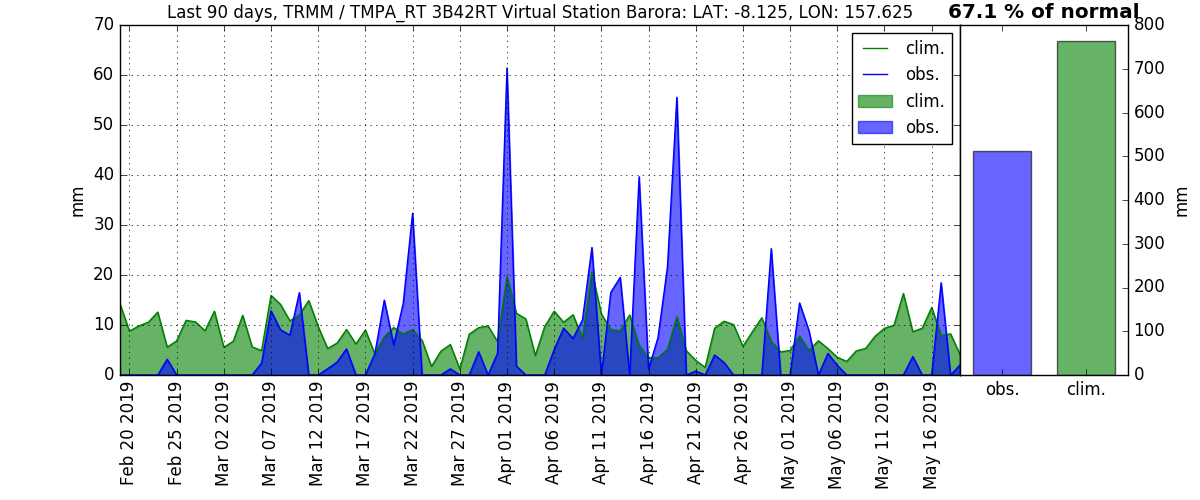 Last 90 days, TRMM / TMPA_RT 3B42RT Virtual Station Barora: LAT: -8.125, LON: 157.625
67.1 % of normal
70
60
50
40
30
20
10
0
mm
clim.
obs.
clim.
obs.
800
700
600
500
400
300
200
100
0
mm
Feb 20 2019
Feb 25 2019
Mar 02 2019
Mar 07 2019
Mar 12 2019
Mar 17 2019
Mar 22 2019
Mar 27 2019
Apr 01 2019
Apr 06 2019
Apr 11 2019
Apr 16 2019
Apr 21 2019
Apr 26 2019
May 01 2019
May 06 2019
May 11 2019
May 16 2019
obs.
clim.